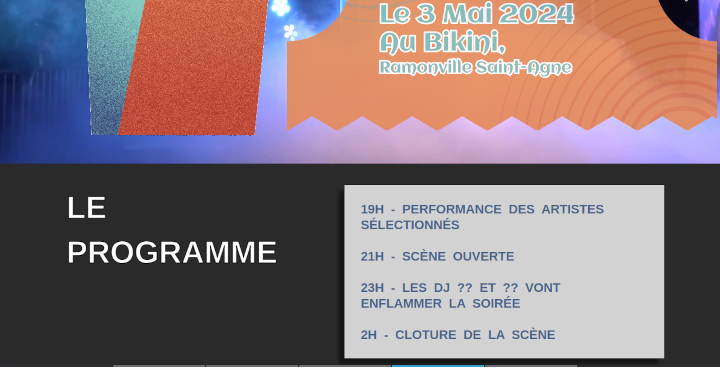 Le 3 Mai 2024
Au Bikini,
Ramonville Saint-Agne
LE
PROGRAMME
19H - PERFORMANCE DES ARTISTES
SÉLECTIONNÉS
21H - SCÈNE OUVERTE
23H - LES DJ ?? ET ?? VONT
ENFLAMMER LA SOIRÉE
2H - CLOTURE DE LA SCÈNE